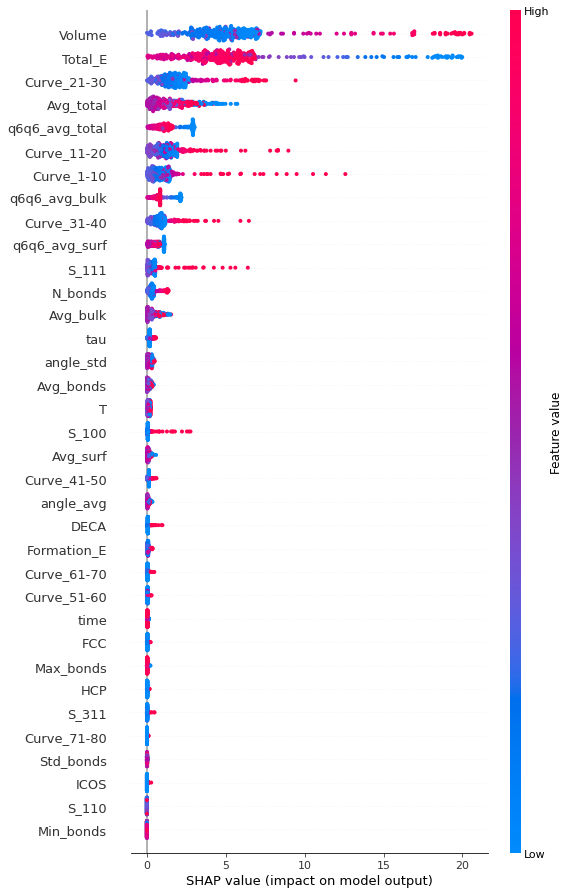 High
Volume
Total_E
Curve_21-30
Avg_total
q6q6_avg_total
Curve_11-20
Curve_1-10
q6q6_avg_bulk
Curve_31-40
q6q6_avg_surf
S_111
N_bonds
Avg_bulk
tau
angle_std
Avg_bonds
T
S_100
Avg_surf
Curve_41-50
angle_avg
DECA
Formation_E
Curve_61-70
Curve_51-60
time
FCC
Max_bonds
HCP
S_311
Curve_71-80
Std_bonds
ICOS
S_110
Min_bonds
Feature value
Low
0 5 10 15 20
SHAP value (impact on model output)